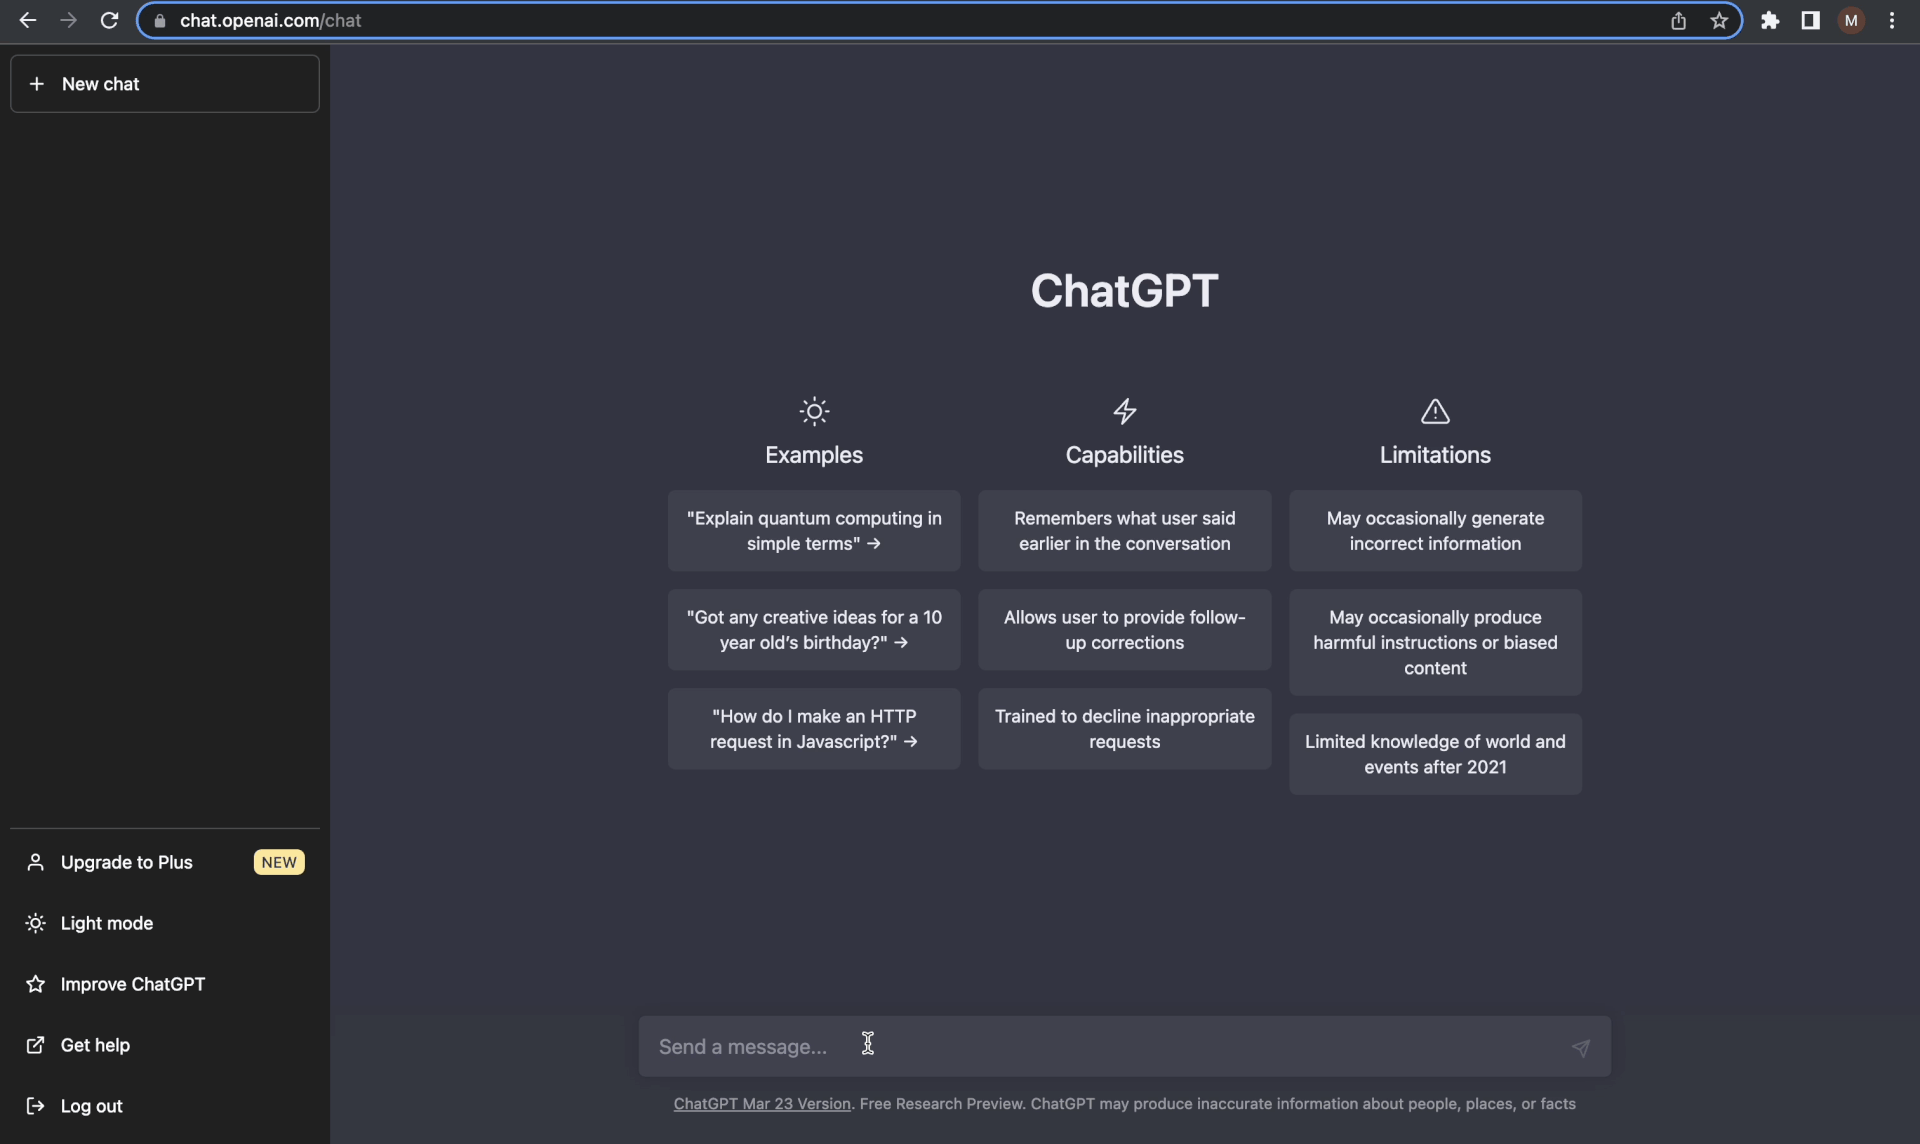 chat.openai.com/chat
M
+ New chat
ChatGPT
Examples
"Explain quantum computing in
simple terms" →
"Got any creative ideas for a 10
year old's birthday?" →
"How do I make an HTTP
request in Javascript?" →
Capabilities
Remembers what user said
earlier in the conversation
Allows user to provide follow-
up corrections
Trained to decline inappropriate
requests
Limitations
May occasionally generate
incorrect information
May occasionally produce
harmful instructions or biased
content
Limited knowledge of world and
events after 2021
Upgrade to Plus NEW
Light mode
Improve ChatGPT
Get help
Log out
Send a message...
ChatGPT Mar 23 Version. Free Research Preview. ChatGPT may produce inaccurate information about people, places, or facts